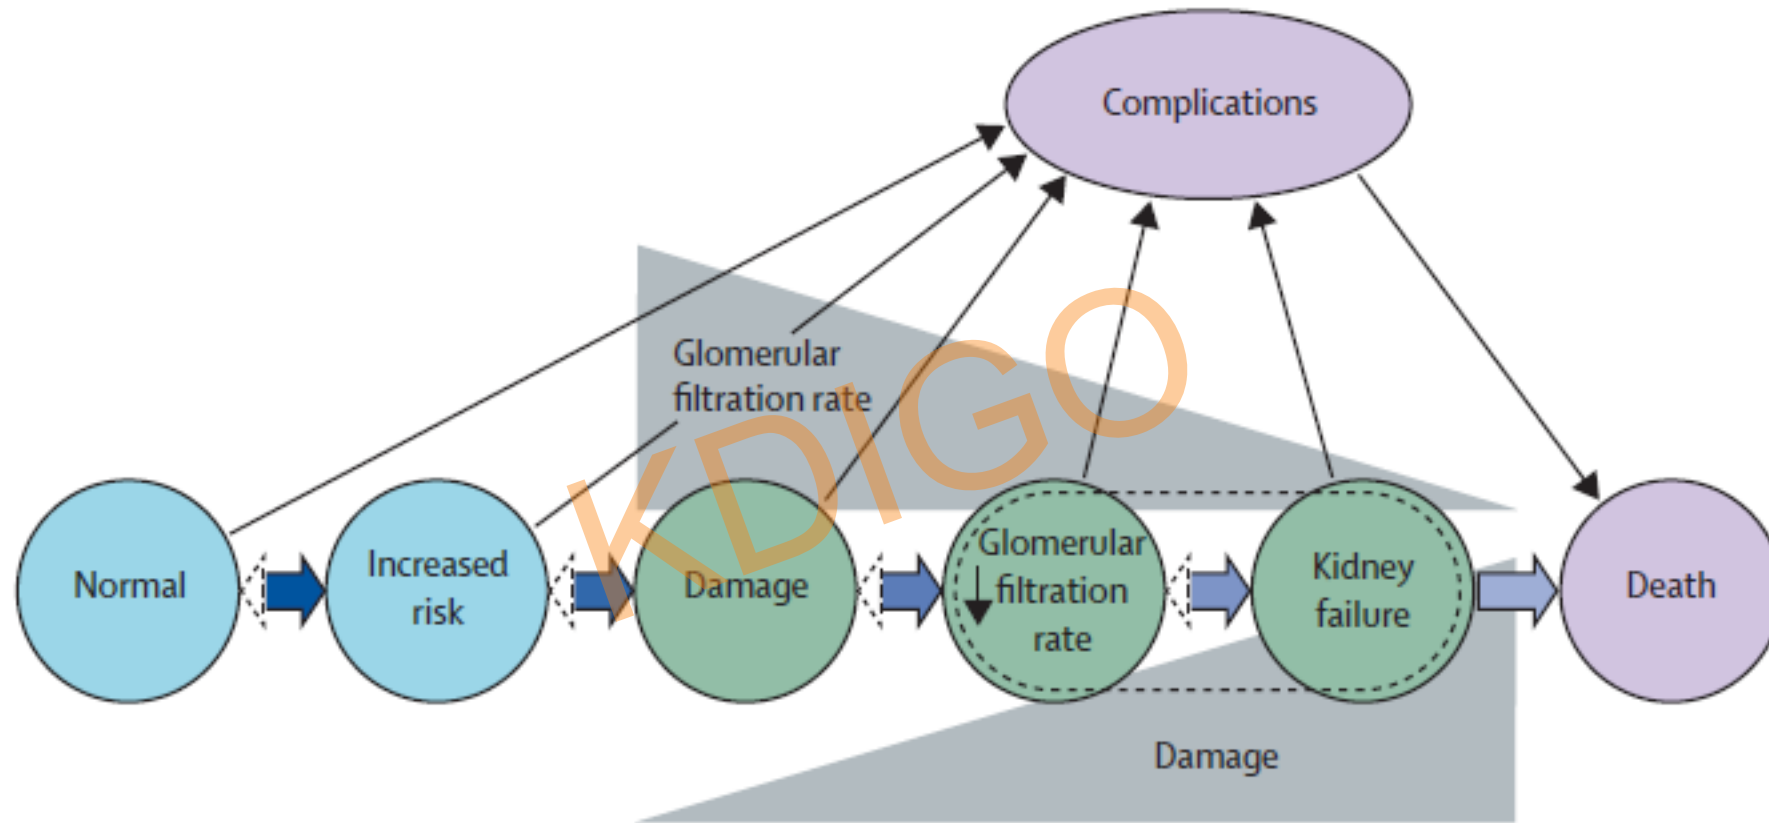 Complications
Glomerular
filtration rate
KDIGO
Normal
Increased
risk
Damage
Glomerular
filtration
rate
Kidney
failure
Death
Damage